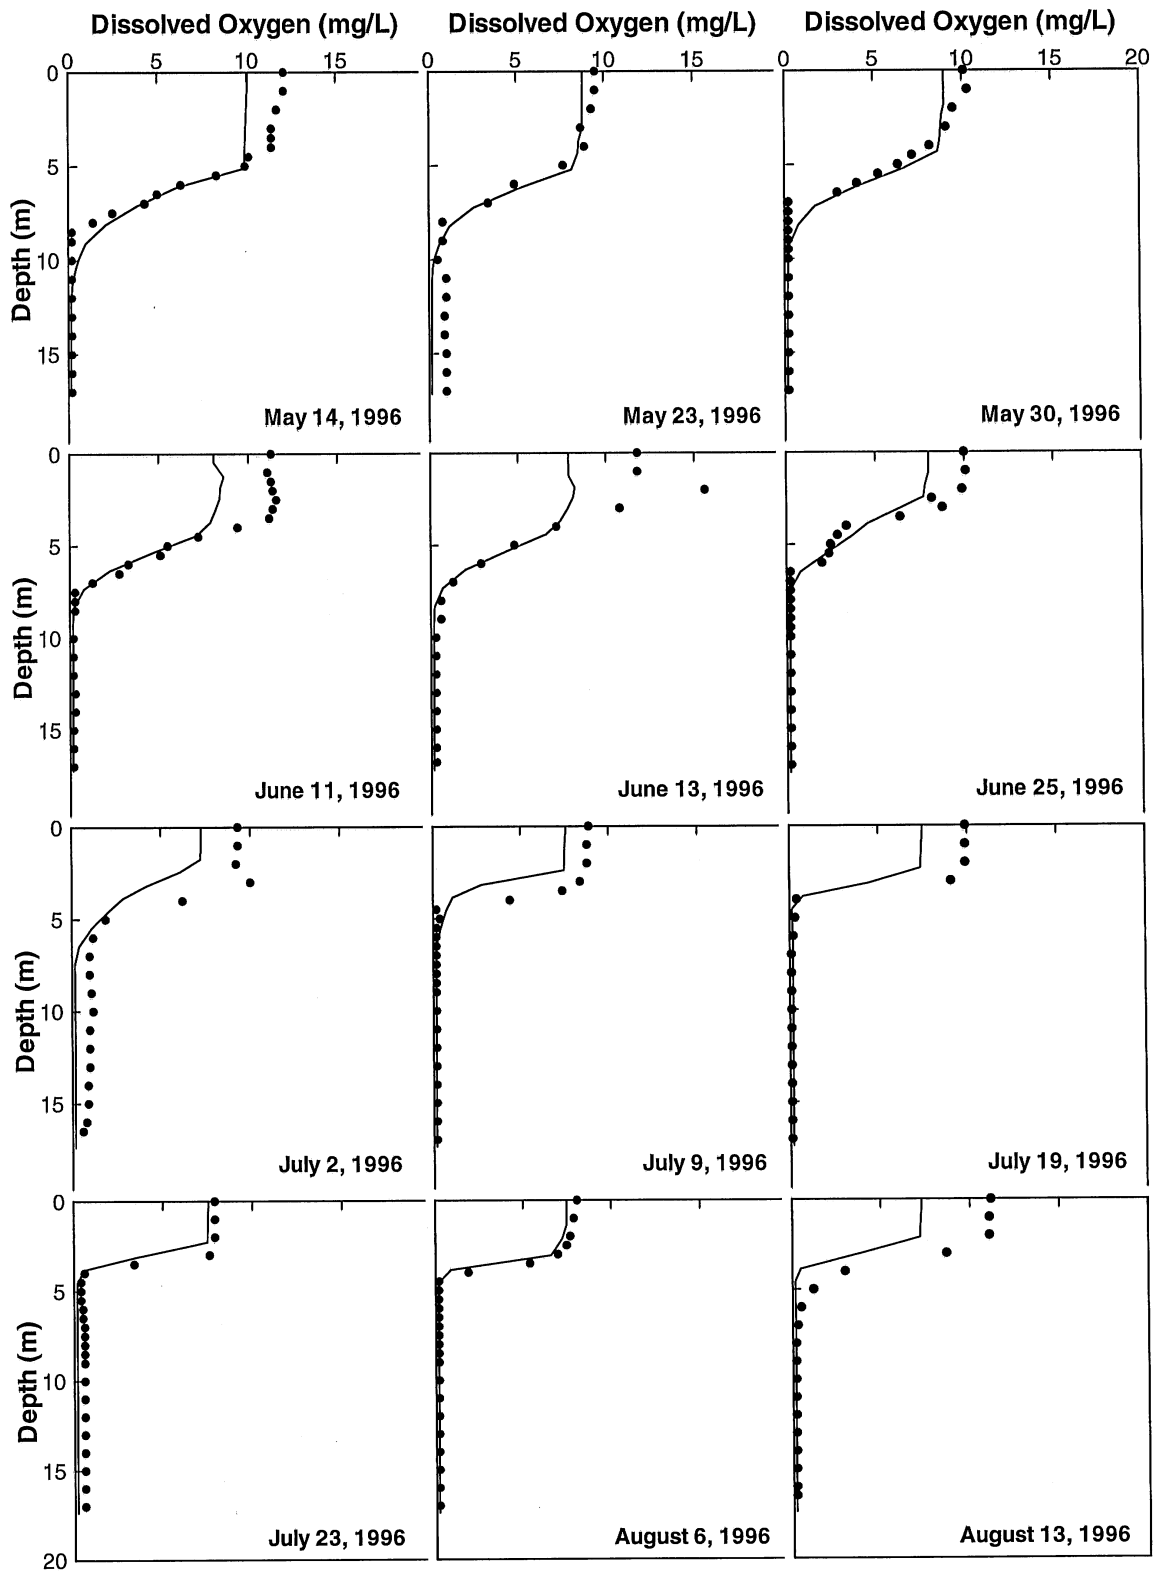 Dissolved Oxygen (mg/L) Dissolved Oxygen (mg/L) Dissolved Oxygen (mg/L)
0 5 10 15 0 5 10 15 0 5 10 15 20
0
5
10
15
Depth (m)
May 14, 1996 May 23, 1996 May 30, 1996
0
5
10
15
Depth (m)
June 11, 1996 June 13, 1996 June 25, 1996
0
5
10
15
Depth (m)
July 2, 1996 July 9, 1996 July 19, 1996
0
5
10
15
20
Depth (m)
July 23, 1996 August 6, 1996 August 13, 1996